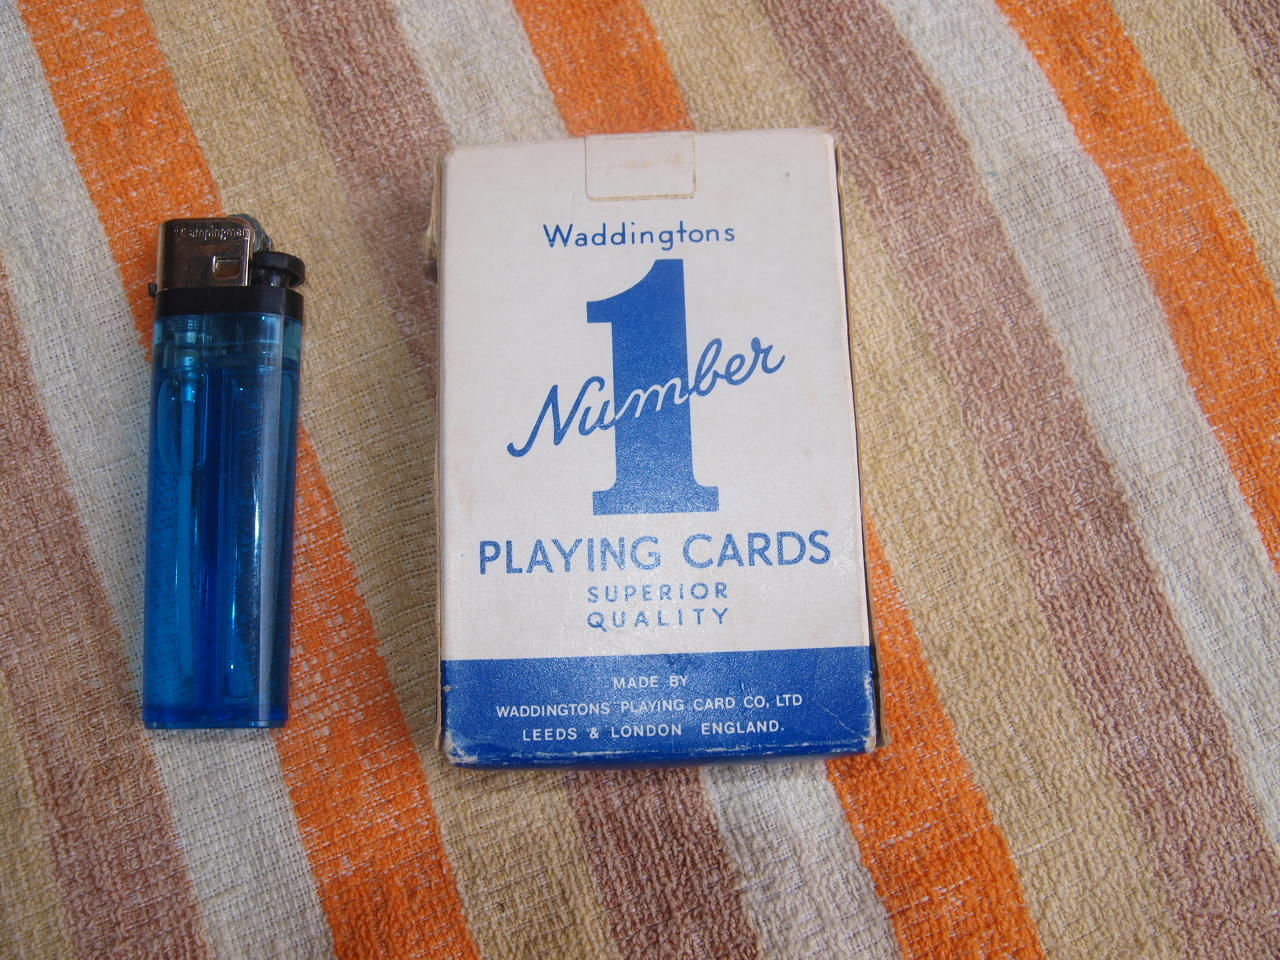 Waddingtons
1
Number
PLAYING CARDS
SUPERIOR
QUALITY
MADE BY
WADDINGTONS PLAYING CARD CO, LTD
LEEDS & LONDON ENGLAND.